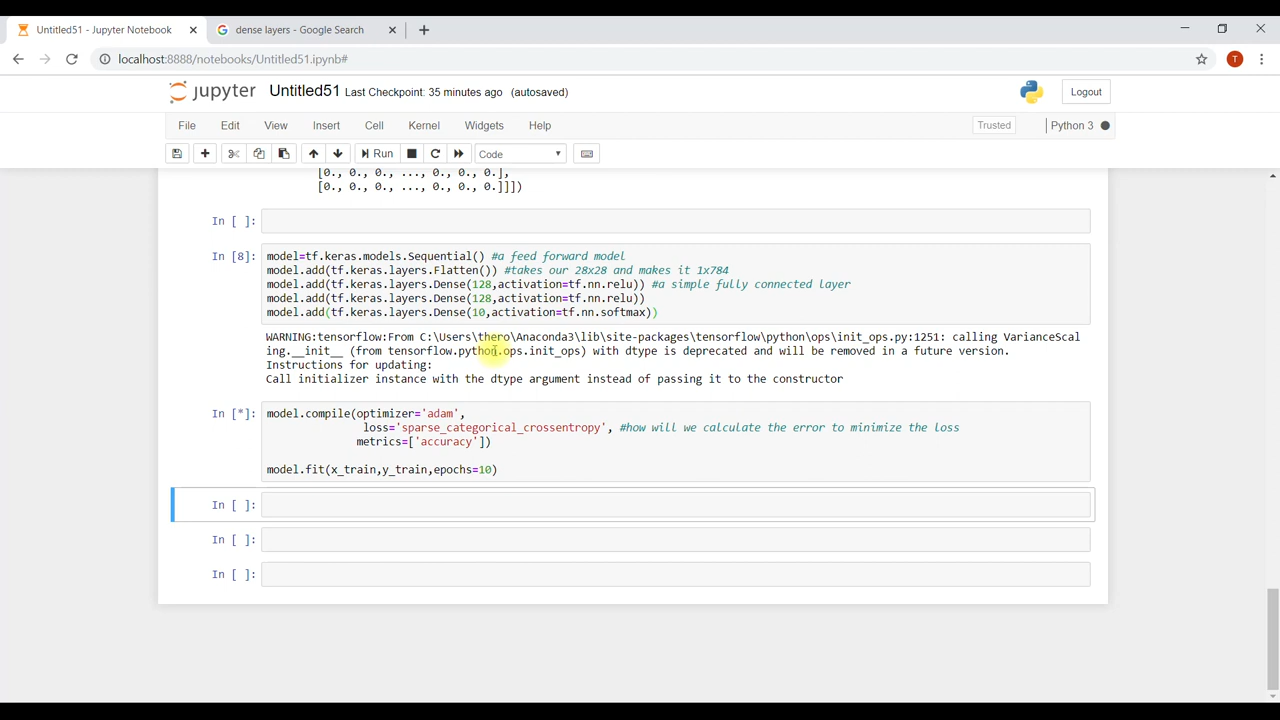 Untitled51 - Jupyter Notebook
dense layers - Google Search
localhost:8888/notebooks/Untitled51.ipynb#
T
jupyter Untitled51 Last Checkpoint: 35 minutes ago (autosaved)
Logout
File Edit View Insert Cell Kernel Widgets Help
Trusted
Python 3
Run
Code
[0., 0., 0., ..., 0., 0., 0.],
[0., 0., 0., ..., 0., 0., 0.]]])
In [ ]:
In [8]: model=tf.keras.models.Sequential() #a feed forward model
model.add(tf.keras.layers.Flatten()) #takes our 28x28 and makes it 1x784
model.add(tf.keras.layers.Dense(128,activation=tf.nn.relu)) #a simple fully connected layer
model.add(tf.keras.layers.Dense(128,activation=tf.nn.relu))
model.add(tf.keras.layers.Dense(10,activation=tf.nn.softmax))
WARNING:tensorflow:From C:\Users\thero\Anaconda3\lib\site-packages\tensorflow\python\ops\init_ops.py:1251: calling VarianceScal
ing.__init__ (from tensorflow.python.ops.init_ops) with dtype is deprecated and will be removed in a future version.
Instructions for updating:
Call initializer instance with the dtype argument instead of passing it to the constructor
In [*]: model.compile(optimizer='adam',
loss='sparse_categorical_crossentropy', #how will we calculate the error to minimize the loss
metrics=['accuracy'])
model.fit(x_train,y_train,epochs=10)
In [ ]:
In [ ]:
In [ ]: